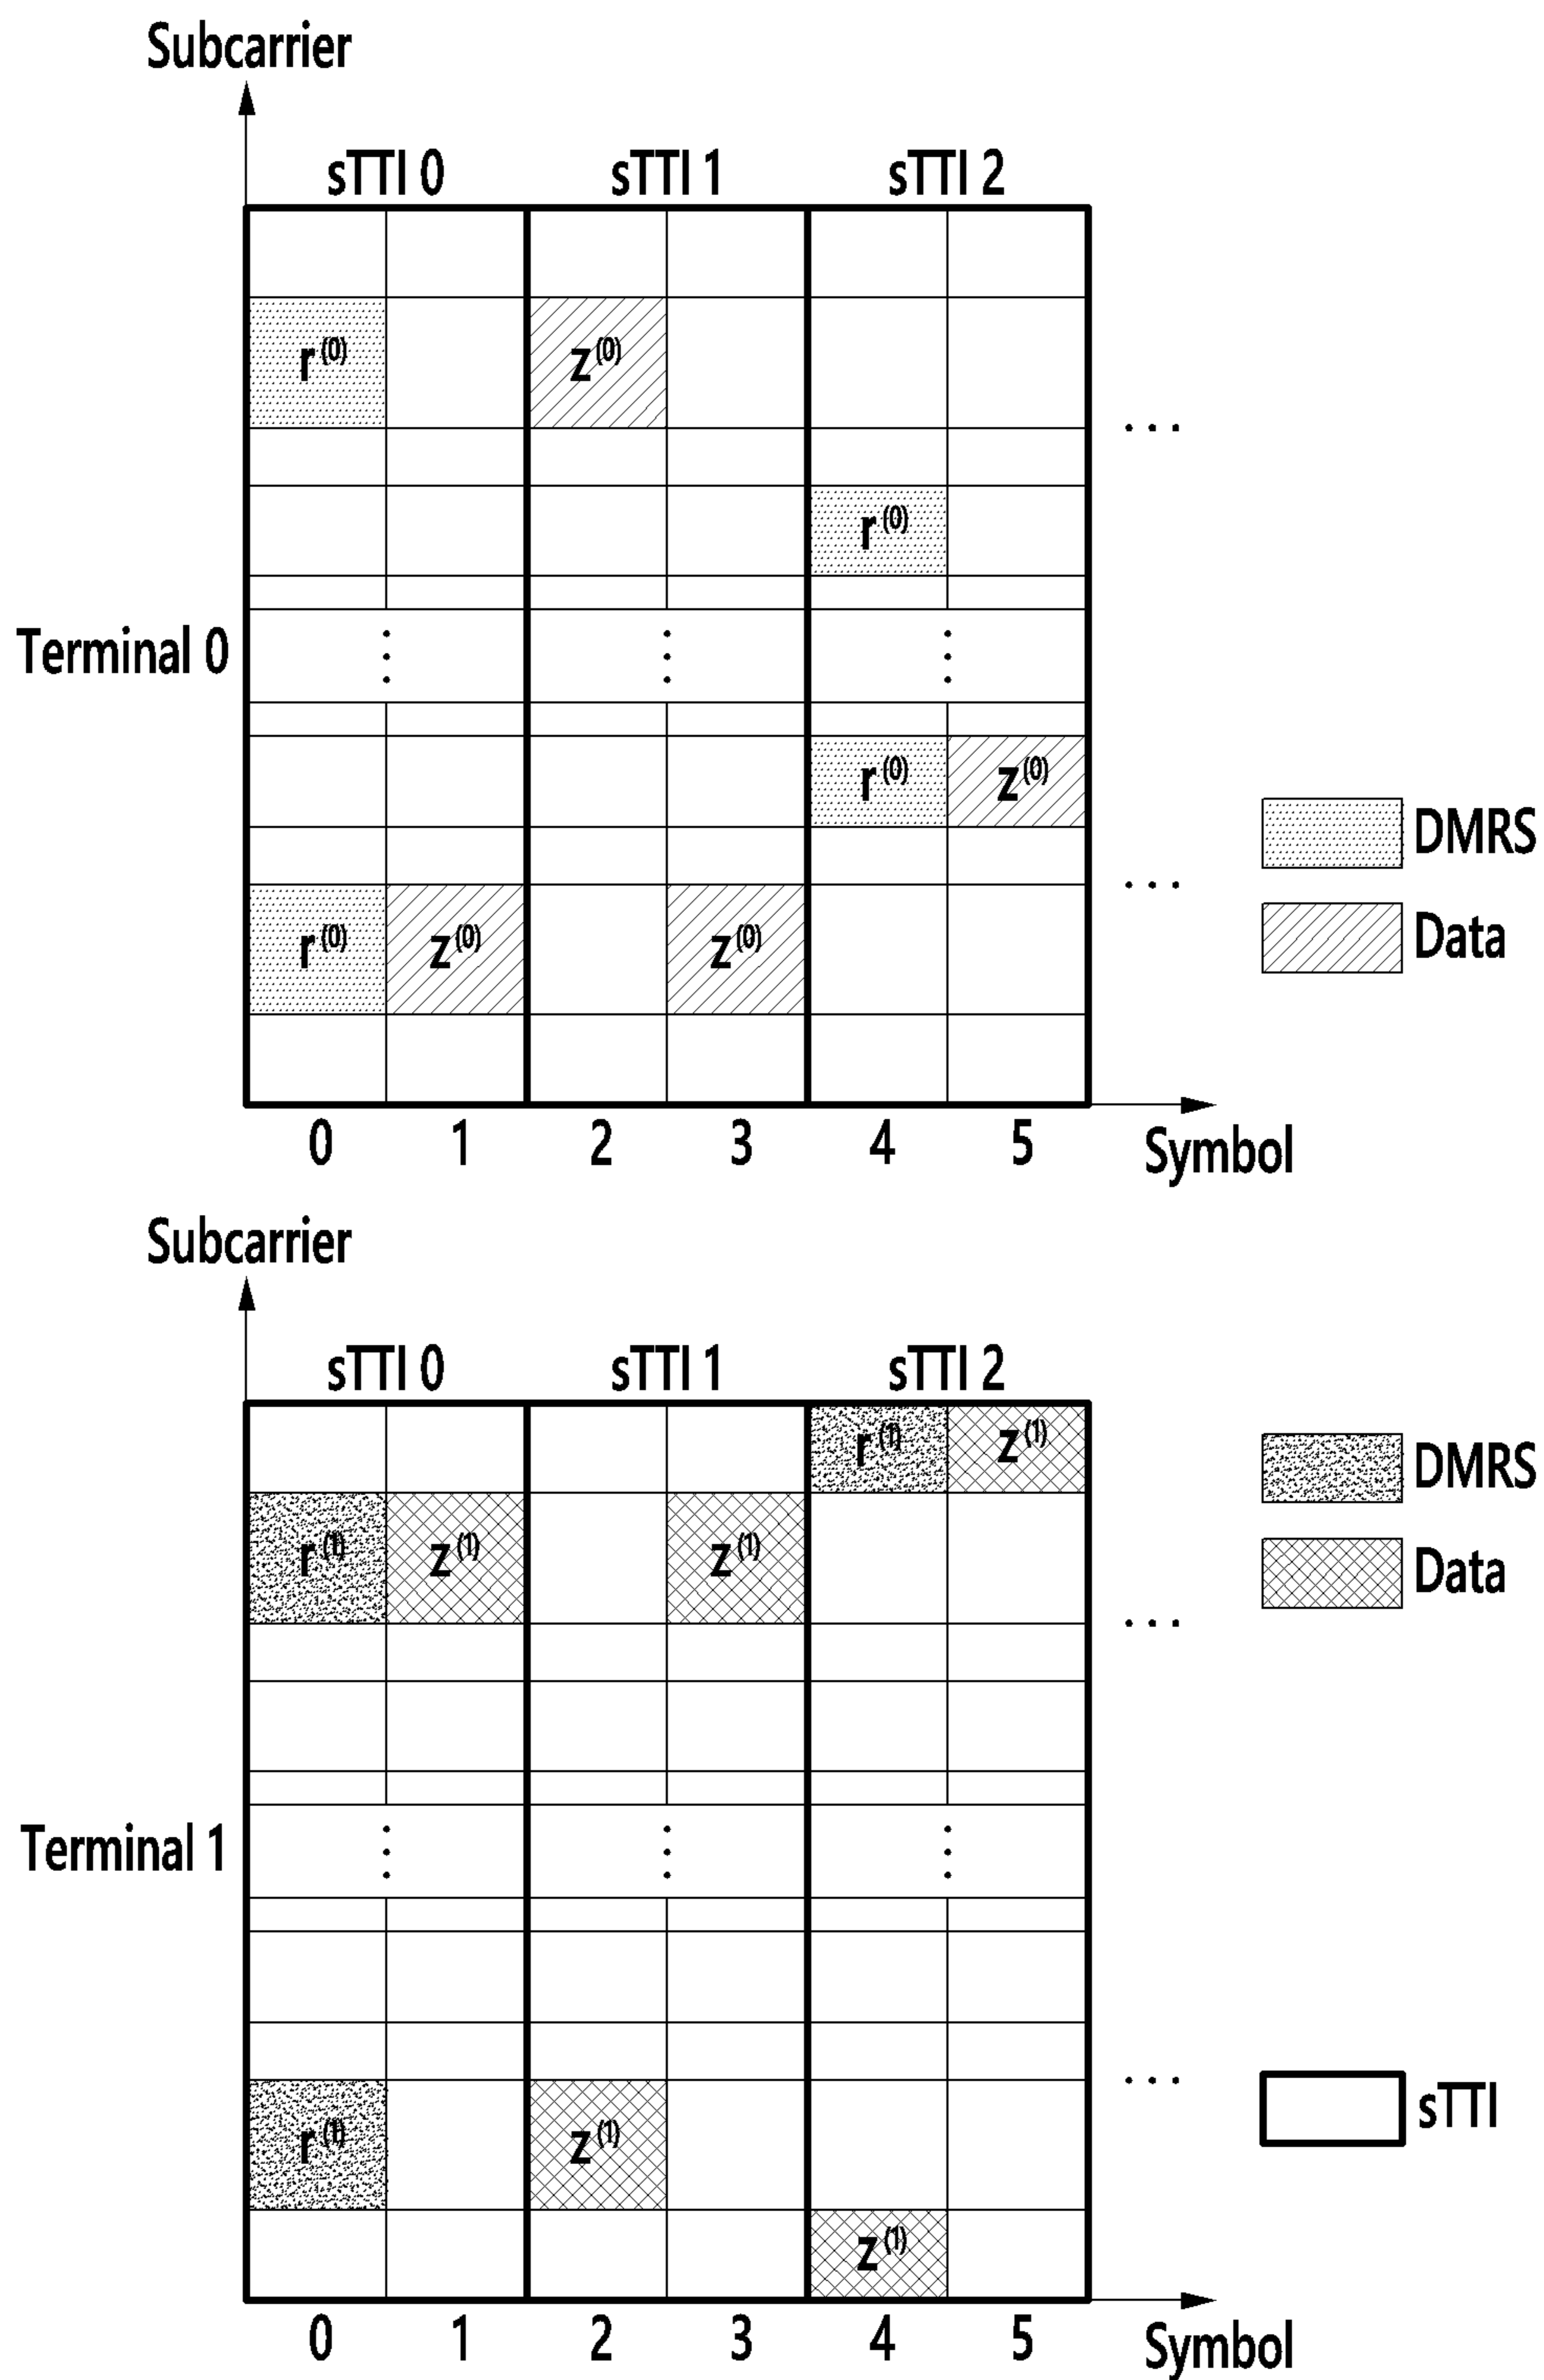 Subcarrier
sTTI 0 sTTI 1 sTTI 2
r(0) z(0)
...
r(0)
Terminal 0
r(0) z(0)
DMRS
...
r(0) z(0) z(0)
Data
0 1 2 3 4 5
Symbol
Subcarrier
sTTI 0 sTTI 1 sTTI 2
r(1) z(1)
DMRS
r(1) z(1) z(1)
Data
...
Terminal 1
...
r(1) z(1)
sTTI
z(1)
0 1 2 3 4 5
Symbol